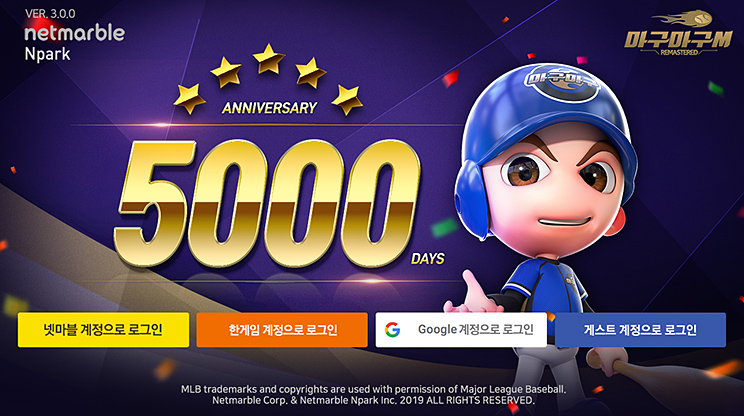 VER. 3.0.0
netmarble
Npark
마구마구M
REMASTERED
ANNIVERSARY
5000
DAYS
마구마구
넷마블 계정으로 로그인
한게임 계정으로 로그인
G Google 계정으로 로그인
게스트 계정으로 로그인
MLB trademarks and copyrights are used with permission of Major League Baseball.
Netmarble Corp. & Netmarble Npark Inc. 2019 ALL RIGHTS RESERVED.